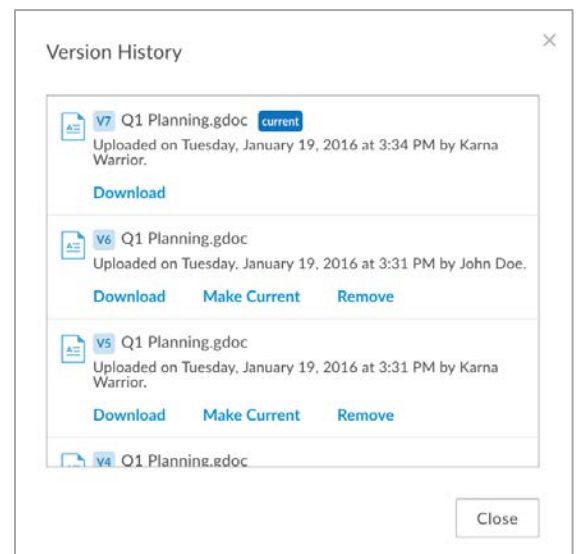 Version History
V7 Q1 Planning.gdoc current
Uploaded on Tuesday, January 19, 2016 at 3:34 PM by Karna
Warrior.
Download
V6 Q1 Planning.gdoc
Uploaded on Tuesday, January 19, 2016 at 3:31 PM by John Doe.
Download Make Current Remove
V5 Q1 Planning.gdoc
Uploaded on Tuesday, January 19, 2016 at 3:31 PM by Karna
Warrior.
Download Make Current Remove
V4 Q1 Planning.gdoc
Close